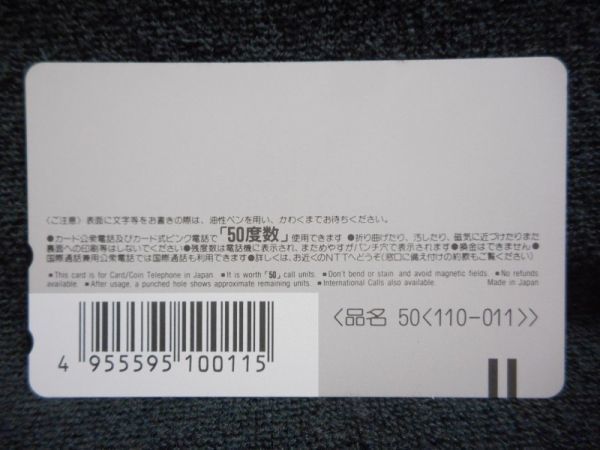 〈ご注意〉表面に文字等をお書きの際は、油性ペンを用い、かわくまでお待ちください。
●カード公衆電話及びカード式ピンク電話で「50度数」使用できます ●折り曲げたり、汚したり、磁気に近づけたりまた
裏面への印刷等はしないでください●残度数は電話機に表示され、まためやすがパンチ穴で表示されます●換金はできません●
国際通話兼用公衆電話では国際通話も利用できます●詳しくは、お近くのNTTへどうぞ(窓口に備え付けの約款もご覧ください)
●This card is for Card/Coin Telephone in Japan. ●It is worth「50」call units. ●Don't bend or stain and avoid magnetic fields. ●No refunds
available. ●After usage, a punched hole shows approximate remaining units. ●International Calls also available. Made in Japan
〈品名 50〈110-011〉〉
4 955595 100115